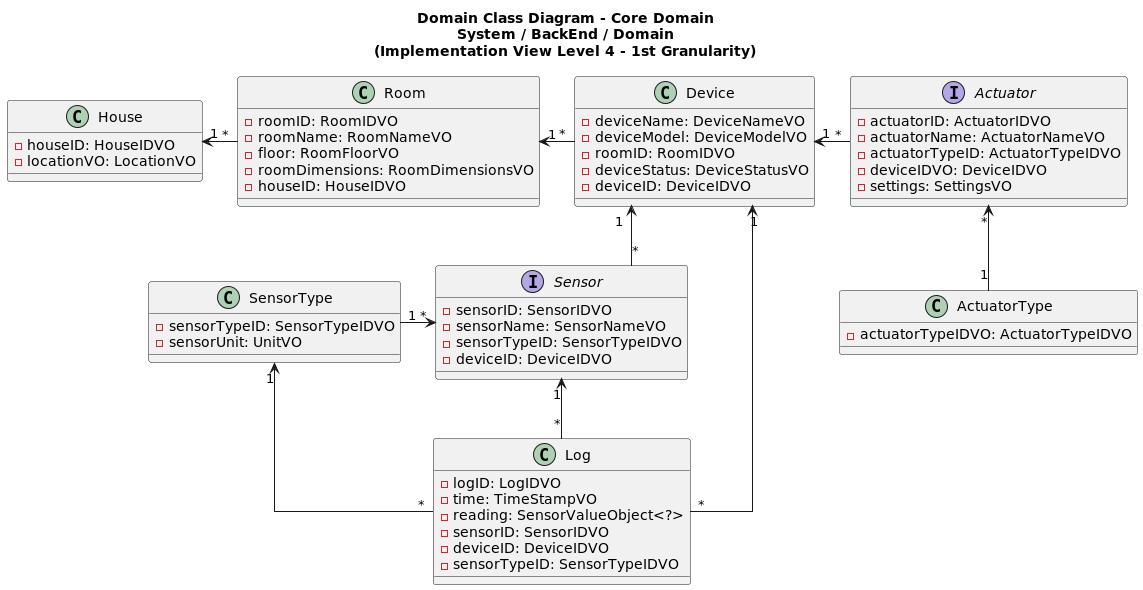 Domain Class Diagram - Core Domain
System / BackEnd / Domain
(Implementation View Level 4 - 1st Granularity)
C House
houseID: HouseIDVO
locationVO: LocationVO
1 *
C Room
roomID: RoomIDVO
roomName: RoomNameVO
floor: RoomFloorVO
roomDimensions: RoomDimensionsVO
houseID: HouseIDVO
1 *
C Device
deviceName: DeviceNameVO
deviceModel: DeviceModelVO
roomID: RoomIDVO
deviceStatus: DeviceStatusVO
deviceID: DeviceIDVO
1 *
I Actuator
actuatorID: ActuatorIDVO
actuatorName: ActuatorNameVO
actuatorTypeID: ActuatorTypeIDVO
deviceIDVO: DeviceIDVO
settings: SettingsVO
1
*
1
*
1
C SensorType
sensorTypeID: SensorTypeIDVO
sensorUnit: UnitVO
1 *
I Sensor
sensorID: SensorIDVO
sensorName: SensorNameVO
sensorTypeID: SensorTypeIDVO
deviceID: DeviceIDVO
C ActuatorType
actuatorTypeIDVO: ActuatorTypeIDVO
1
1
*
*
*
C Log
logID: LogIDVO
time: TimeStampVO
reading: SensorValueObject<?>
sensorID: SensorIDVO
deviceID: DeviceIDVO
sensorTypeID: SensorTypeIDVO